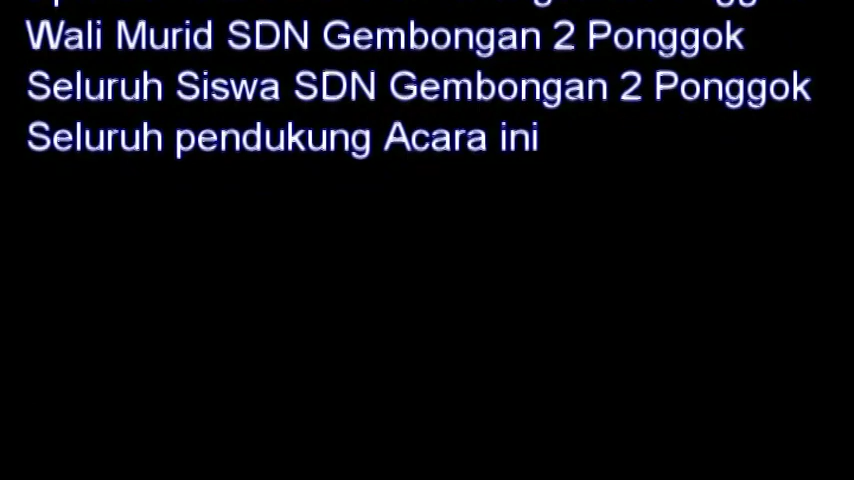 Wali Murid SDN Gembongan 2 Ponggok
Seluruh Siswa SDN Gembongan 2 Ponggok
Seluruh pendukung Acara ini